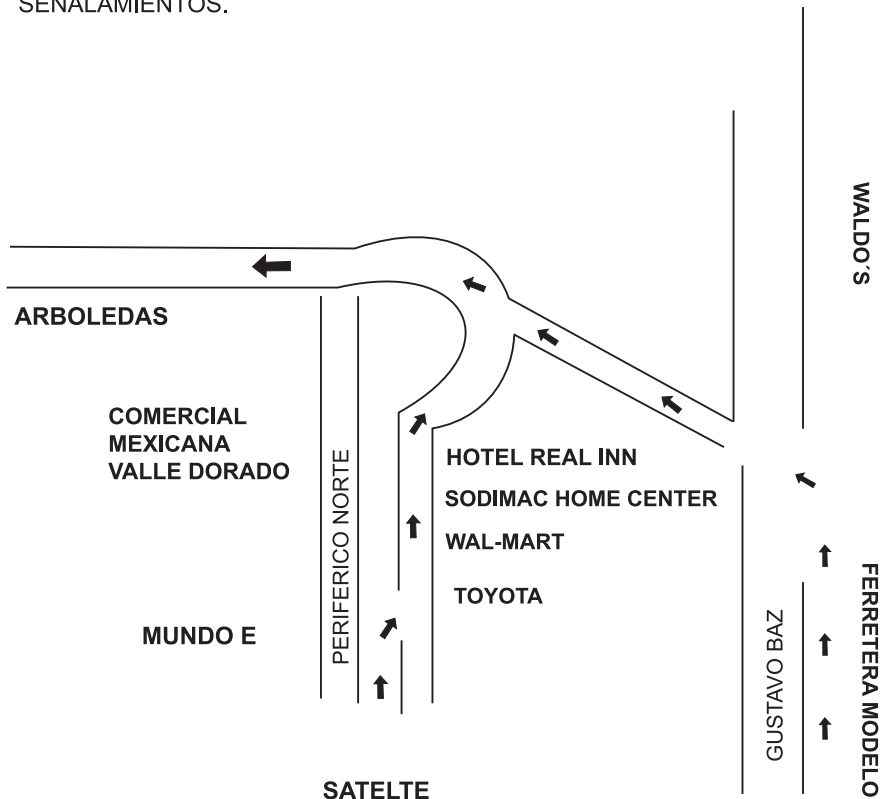 SEÑALAMIENTOS.
WALDO´S
ARBOLEDAS
COMERCIAL
MEXICANA
VALLE DORADO
PERIFERICO NORTE
HOTEL REAL INN
SODIMAC HOME CENTER
WAL-MART
TOYOTA
MUNDO E
GUSTAVO BAZ
FERRETERA MODELO
SATELTE